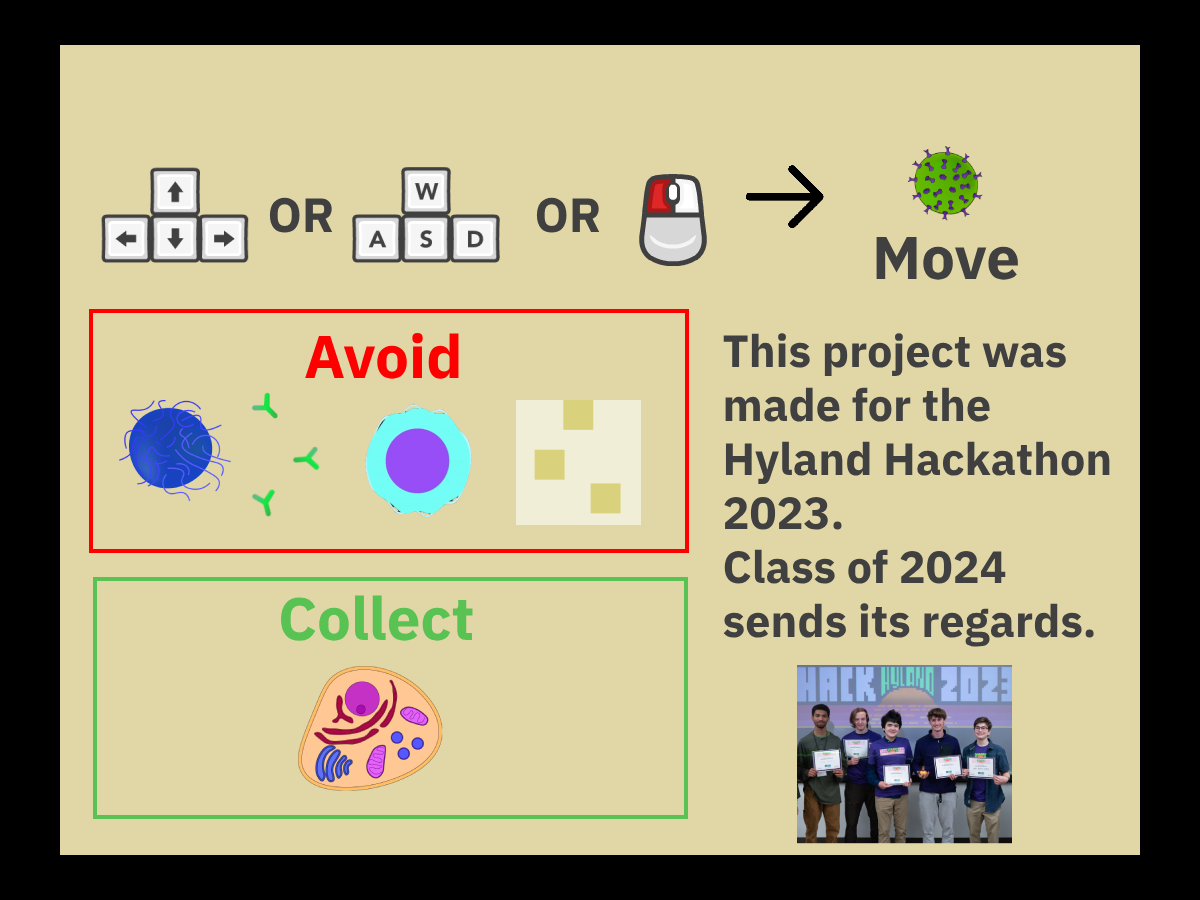 OR
OR
W
A S D
Move
Avoid
This project was
made for the
Hyland Hackathon
2023.
Class of 2024
sends its regards.
Collect
HACK HYLAND 2023